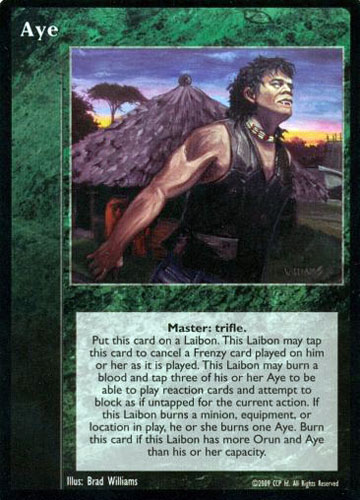 Aye
WILLIAMS
Master: trifle.
Put this card on a Laibon. This Laibon may tap
this card to cancel a Frenzy card played on him
or her as it is played. This Laibon may burn a
blood and tap three of his or her Aye to be
able to play reaction cards and attempt to
block as if untapped for the current action. If
this Laibon burns a minion, equipment, or
location in play, he or she burns one Aye. Burn
this card if this Laibon has more Orun and Aye
than his or her capacity.
Illus: Brad Williams
©2009 CCP hf. All Rights Reserved